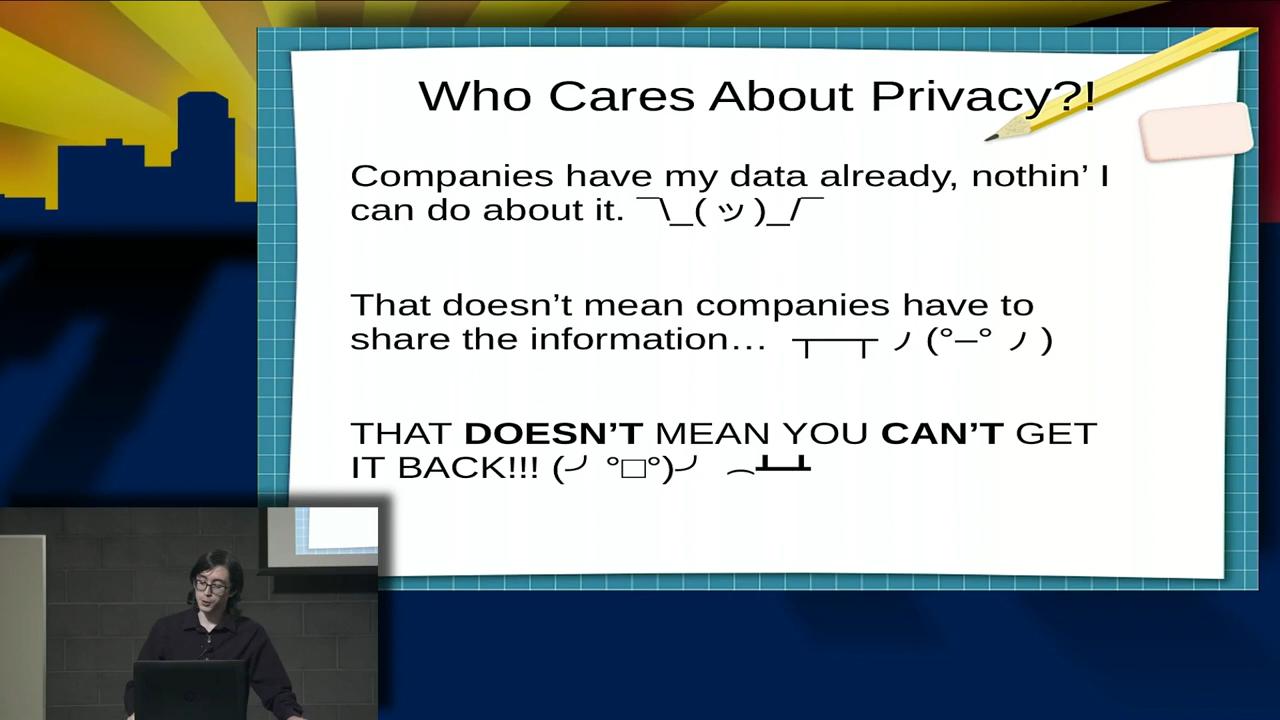 Who Cares About Privacy?!
Companies have my data already, nothin’ I
can do about it. ¯\_(ツ)_/¯
That doesn’t mean companies have to
share the information… ┬──┬ ノ(°–°ノ)
THAT DOESN’T MEAN YOU CAN’T GET
IT BACK!!! (╯°□°)╯ ︵┻━┻